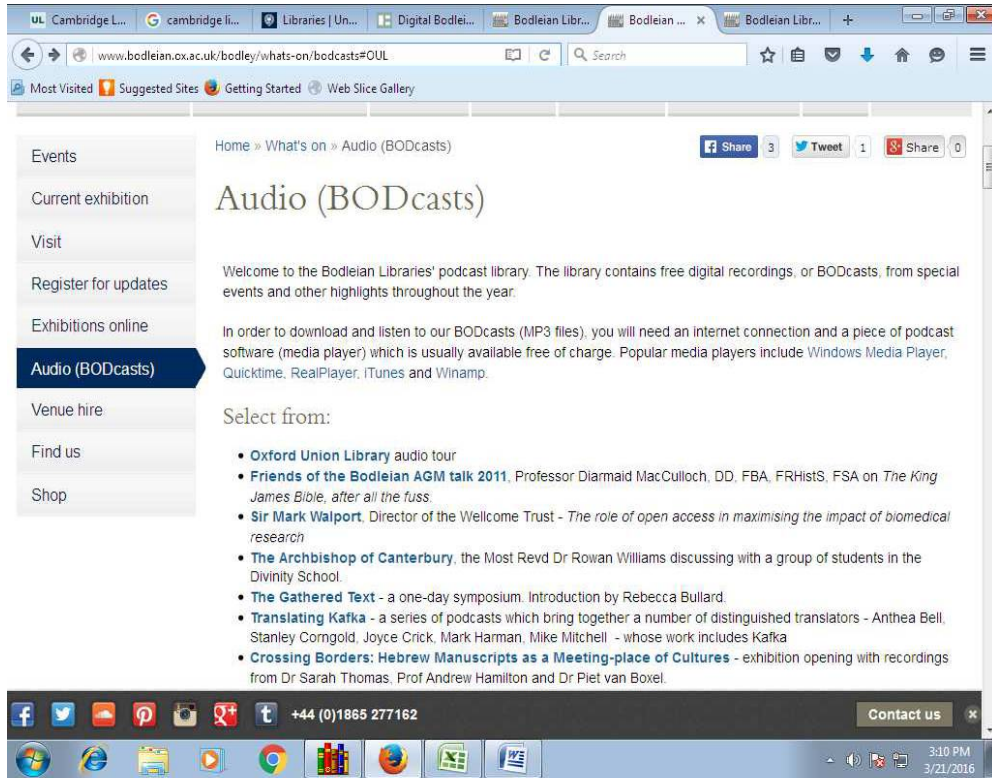 Cambridge L...
cambridge li...
Libraries | Un...
Digital Bodlei...
Bodleian Libr...
Bodleian ...
Bodleian Libr...
www.bodleian.ox.ac.uk/bodley/whats-on/bodcasts#OUL
Search
Most Visited Suggested Sites Getting Started Web Slice Gallery
Events
Current exhibition
Visit
Register for updates
Exhibitions online
Audio (BODcasts)
Venue hire
Find us
Shop
Home » What's on » Audio (BODcasts)
Share 3 Tweet 1 Share 0
Audio (BODcasts)
Welcome to the Bodleian Libraries' podcast library. The library contains free digital recordings, or BODcasts, from special
events and other highlights throughout the year.
In order to download and listen to our BODcasts (MP3 files), you will need an internet connection and a piece of podcast
software (media player) which is usually available free of charge. Popular media players include Windows Media Player,
Quicktime, RealPlayer, iTunes and Winamp.
Select from:
• Oxford Union Library audio tour
• Friends of the Bodleian AGM talk 2011, Professor Diarmaid MacCulloch, DD, FBA, FRHistS, FSA on The King
James Bible, after all the fuss.
• Sir Mark Walport, Director of the Wellcome Trust - The role of open access in maximising the impact of biomedical
research
• The Archbishop of Canterbury, the Most Revd Dr Rowan Williams discussing with a group of students in the
Divinity School.
• The Gathered Text - a one-day symposium. Introduction by Rebecca Bullard.
• Translating Kafka - a series of podcasts which bring together a number of distinguished translators - Anthea Bell,
Stanley Corngold, Joyce Crick, Mark Harman, Mike Mitchell - whose work includes Kafka
• Crossing Borders: Hebrew Manuscripts as a Meeting-place of Cultures - exhibition opening with recordings
from Dr Sarah Thomas, Prof Andrew Hamilton and Dr Piet van Boxel.
+44 (0)1865 277162
Contact us
3:10 PM
3/21/2016